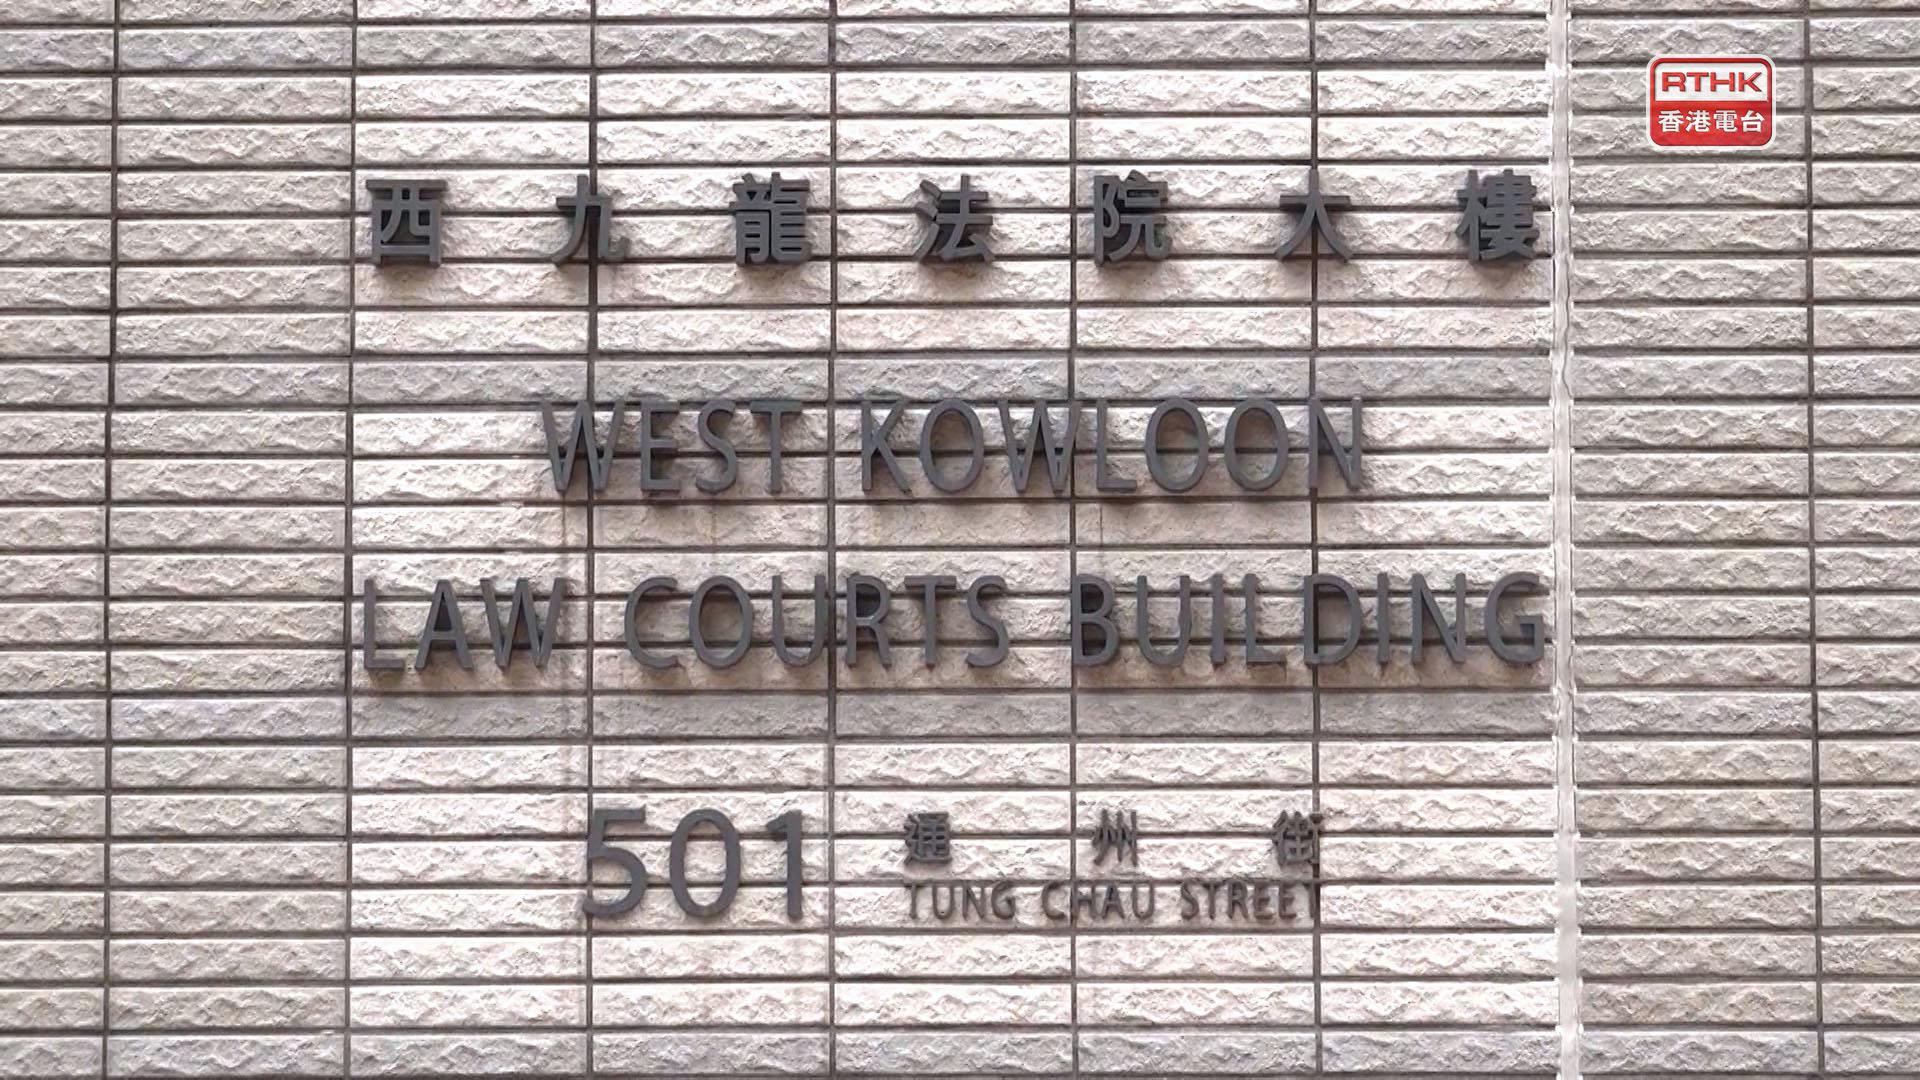 RTHK
香港電台
西九龍法院大樓
WEST KOWLOON
LAW COURTS BUILDING
501 通州街
TUNG CHAU STREET